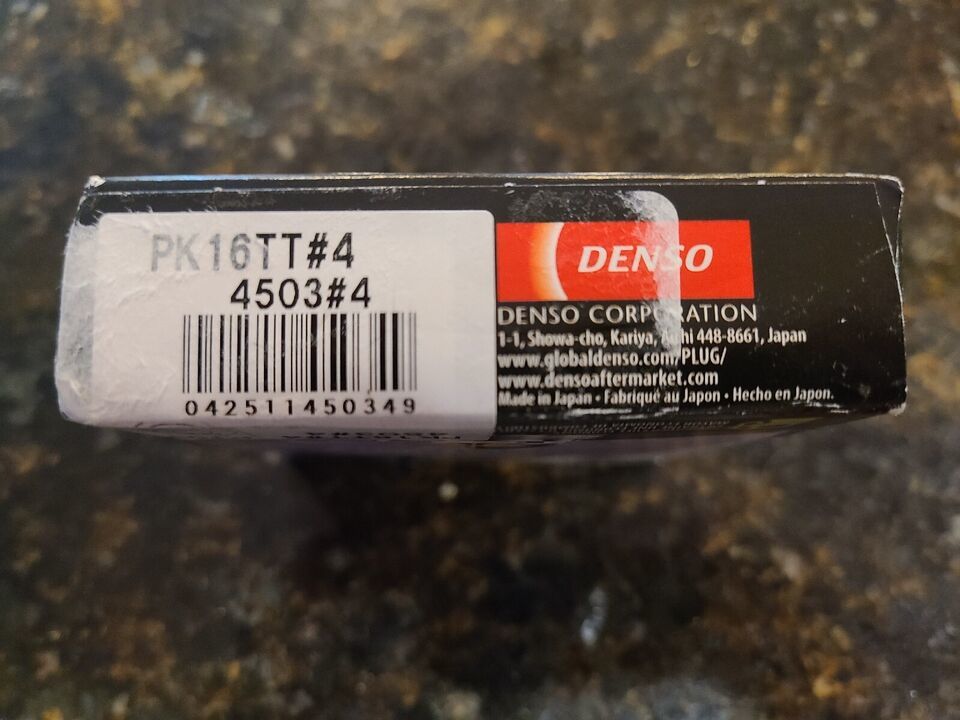 PK16TT#4
4503#4
042511450349
DENSO
DENSO CORPORATION
1-1, Showa-cho, Kariya, Aichi 448-8661, Japan
www.globaldenso.com/PLUG/
www.densoaftermarket.com
Made in Japan • Fabriqué au Japon • Hecho en Japon.